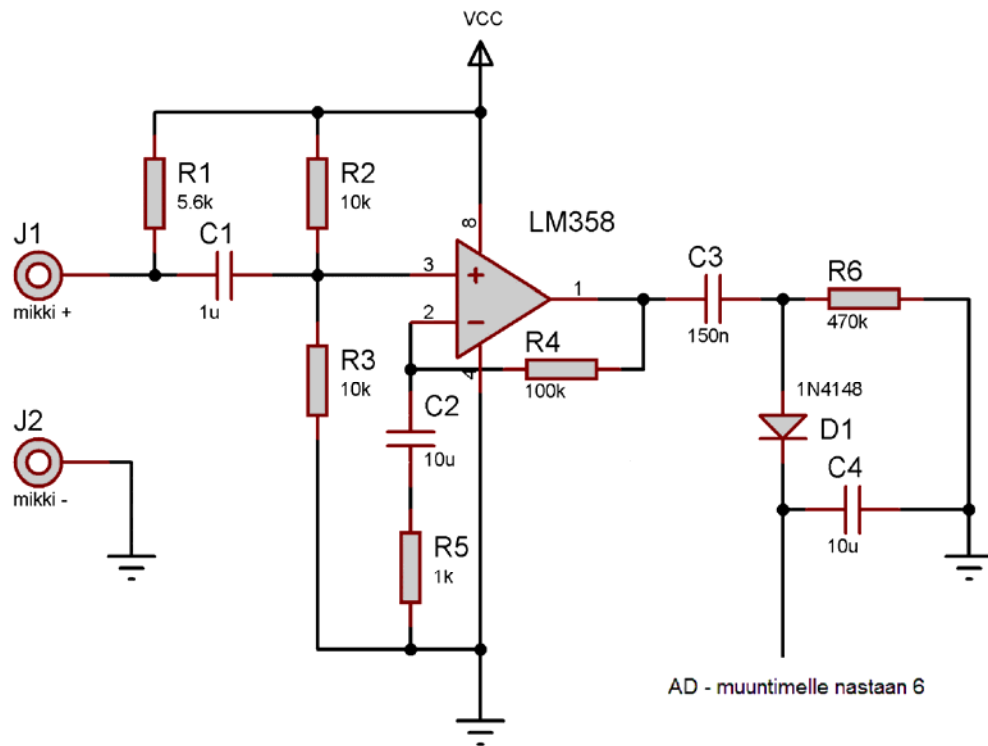 VCC
R1
5.6k
R2
10k
J1
mikki +
C1
1u
8
LM358
3
+
1
2
−
4
R4
100k
C3
150n
R6
470k
R3
10k
1N4148
D1
J2
mikki -
C2
10u
C4
10u
R5
1k
AD - muuntimelle nastaan 6